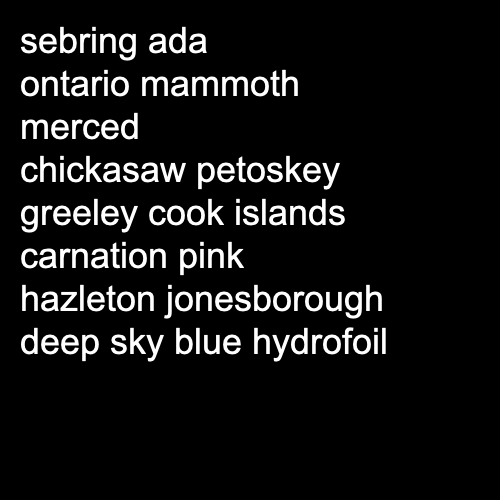 sebring ada
ontario mammoth
merced
chickasaw petoskey
greeley cook islands
carnation pink
hazleton jonesborough
deep sky blue hydrofoil